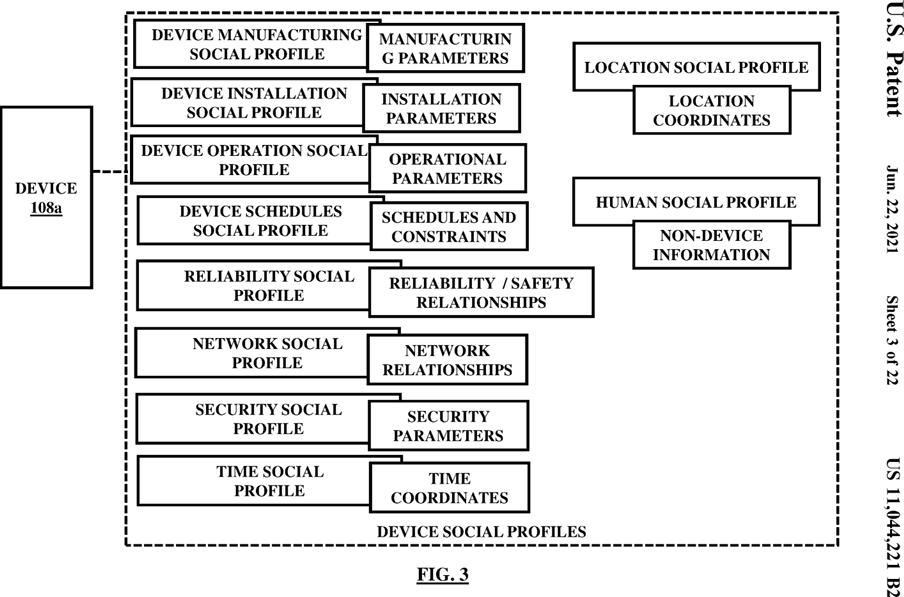 DEVICE MANUFACTURING
SOCIAL PROFILE
MANUFACTURIN
G PARAMETERS
DEVICE INSTALLATION
SOCIAL PROFILE
INSTALLATION
PARAMETERS
DEVICE OPERATION SOCIAL
PROFILE
OPERATIONAL
PARAMETERS
DEVICE SCHEDULES
SOCIAL PROFILE
SCHEDULES AND
CONSTRAINTS
RELIABILITY SOCIAL
PROFILE
RELIABILITY / SAFETY
RELATIONSHIPS
NETWORK SOCIAL
PROFILE
NETWORK
RELATIONSHIPS
SECURITY SOCIAL
PROFILE
SECURITY
PARAMETERS
TIME SOCIAL
PROFILE
TIME
COORDINATES
LOCATION SOCIAL PROFILE
LOCATION
COORDINATES
HUMAN SOCIAL PROFILE
NON-DEVICE
INFORMATION
DEVICE
108a
DEVICE SOCIAL PROFILES
FIG. 3
U.S. Patent
Jun. 22, 2021
Sheet 3 of 22
US 11,044,221 B2